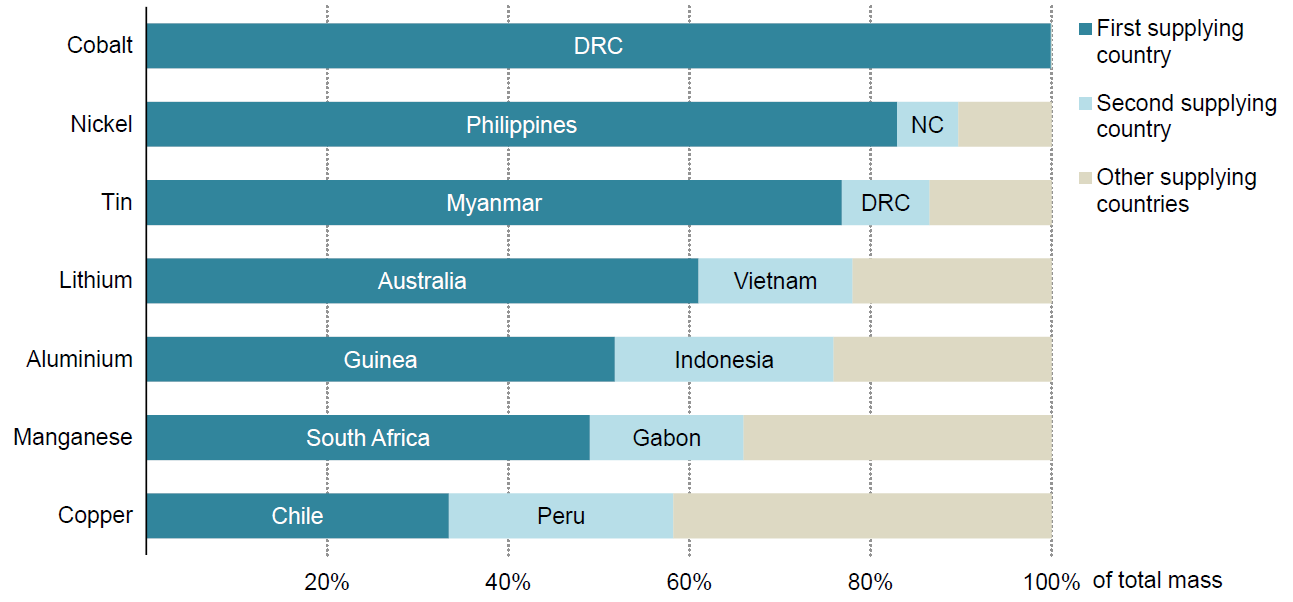 Cobalt
DRC
Nickel
Philippines
NC
Tin
Myanmar
DRC
Lithium
Australia
Vietnam
Aluminium
Guinea
Indonesia
Manganese
South Africa
Gabon
Copper
Chile
Peru
20%
40%
60%
80%
100%
of total mass
First supplying
country
Second supplying
country
Other supplying
countries